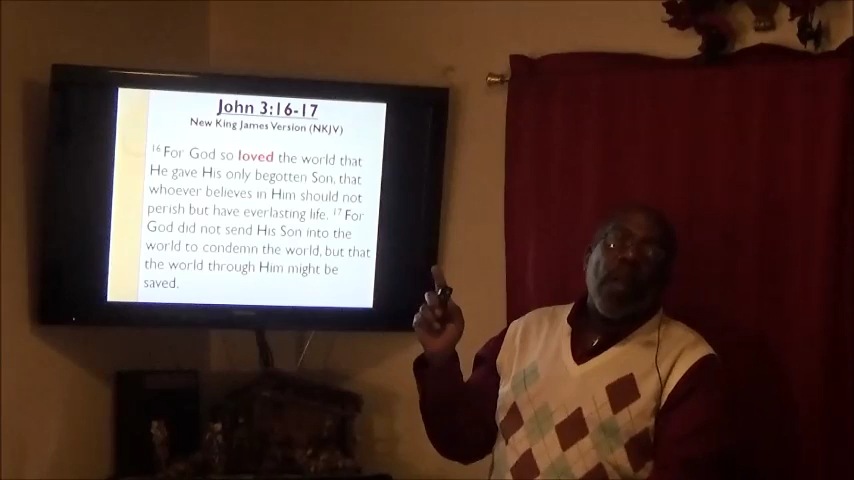 John 3:16-17
New King James Version (NKJV)
16 For God so loved the world that
He gave His only begotten Son, that
whoever believes in Him should not
perish but have everlasting life. 17 For
God did not send His Son into the
world to condemn the world, but that
the world through Him might be
saved.